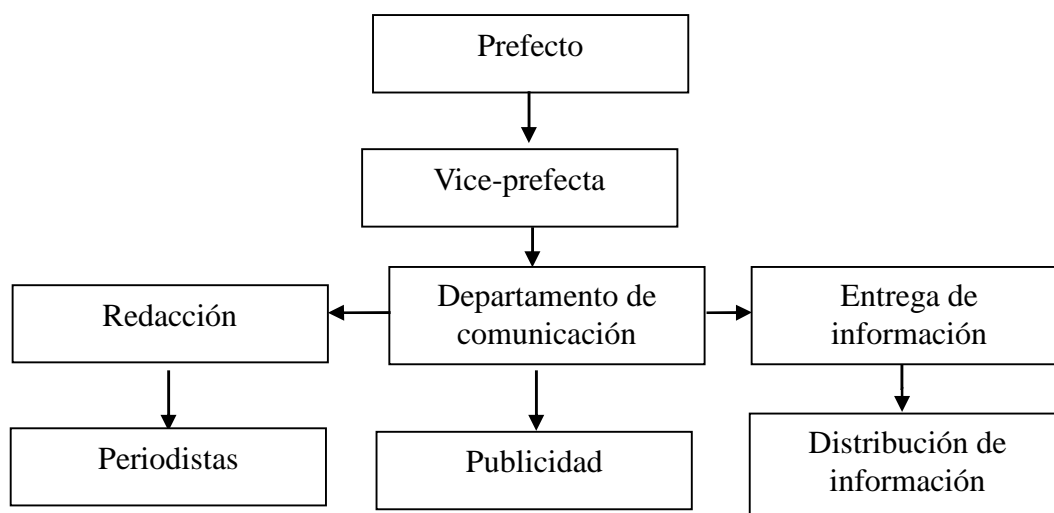 Prefecto
Vice-prefecta
Departamento de
comunicación
Redacción
Entrega de
información
Periodistas
Publicidad
Distribución de
información